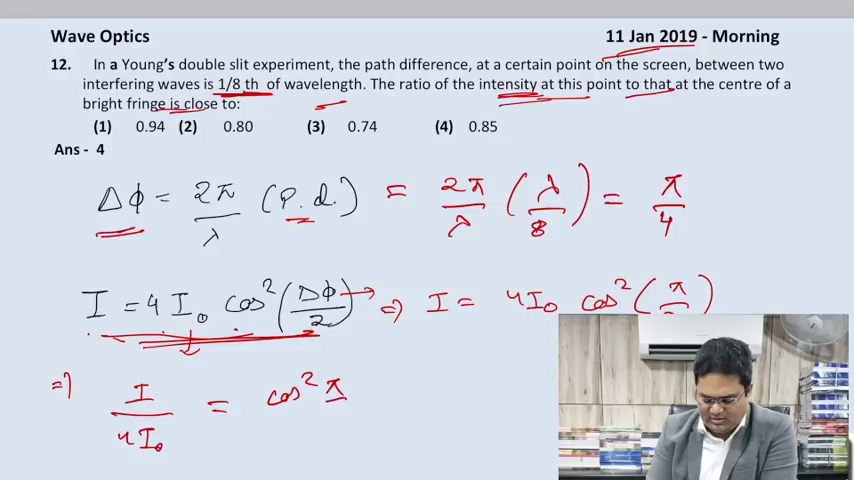 Wave Optics
11 Jan 2019 - Morning
12. In a Young's double slit experiment, the path difference, at a certain point on the screen, between two
interfering waves is 1/8 th of wavelength. The ratio of the intensity at this point to that at the centre of a
bright fringe is close to:
(1) 0.94 (2) 0.80 (3) 0.74 (4) 0.85
Ans - 4
Δφ = 2π/λ (P.d.) = 2π/λ (λ/8) = π/4
I = 4I₀ cos² (Δφ/2) ⇒ I = 4I₀ cos² (π
⇒ I/4I₀ = cos² π